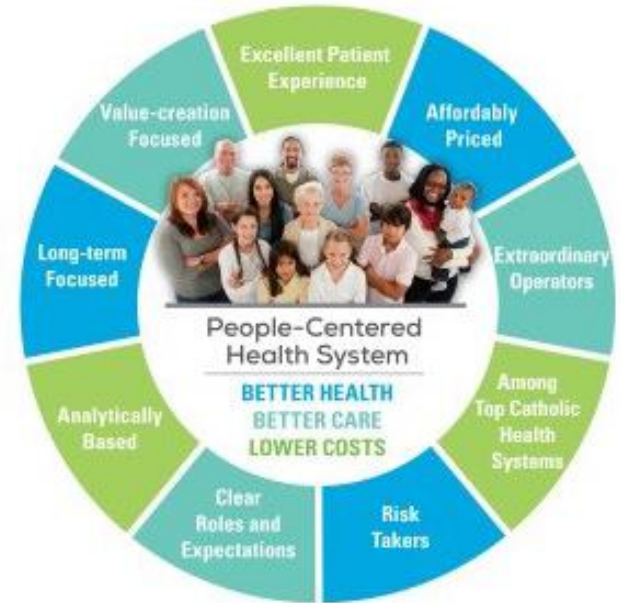 Excellent Patient
Experience
Affordably
Priced
Extraordinary
Operators
Among
Top Catholic
Health
Systems
Risk
Takers
Clear
Roles and
Expectations
Analytically
Based
Long-term
Focused
Value-creation
Focused
People-Centered
Health System
BETTER HEALTH
BETTER CARE
LOWER COSTS